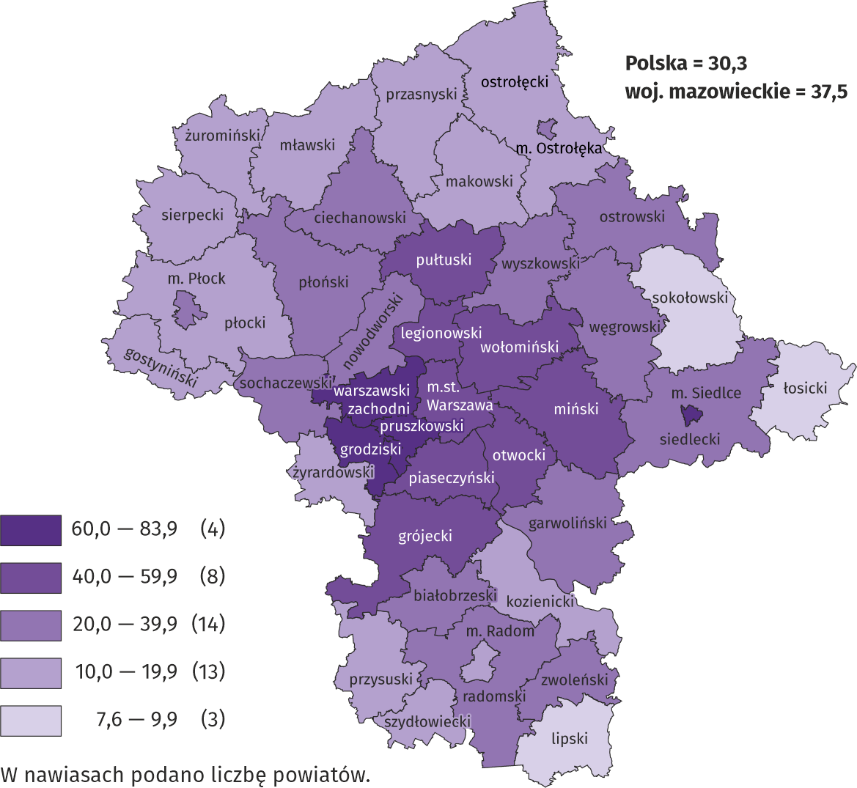 Polska = 30,3
woj. mazowieckie = 37,5
ostrołęcki
przasnyski
m. Ostrołęka
żuromiński
mławski
makowski
sierpecki
ciechanowski
ostrowski
pułtuski
wyszkowski
m. Płock
płoński
sokołowski
płocki
nowodworski
legionowski
węgrowski
wołomiński
gostyniński
sochaczewski
warszawski
zachodni
m.st.
Warszawa
m. Siedlce
łosicki
miński
pruszkowski
siedlecki
grodziski
otwocki
żyrardowski
piaseczyński
garwoliński
grójecki
białobrzeski
kozienicki
m. Radom
przysuski
zwoleński
radomski
szydłowiecki
lipski
60,0 — 83,9 (4)
40,0 — 59,9 (8)
20,0 — 39,9 (14)
10,0 — 19,9 (13)
7,6 — 9,9 (3)
W nawiasach podano liczbę powiatów.